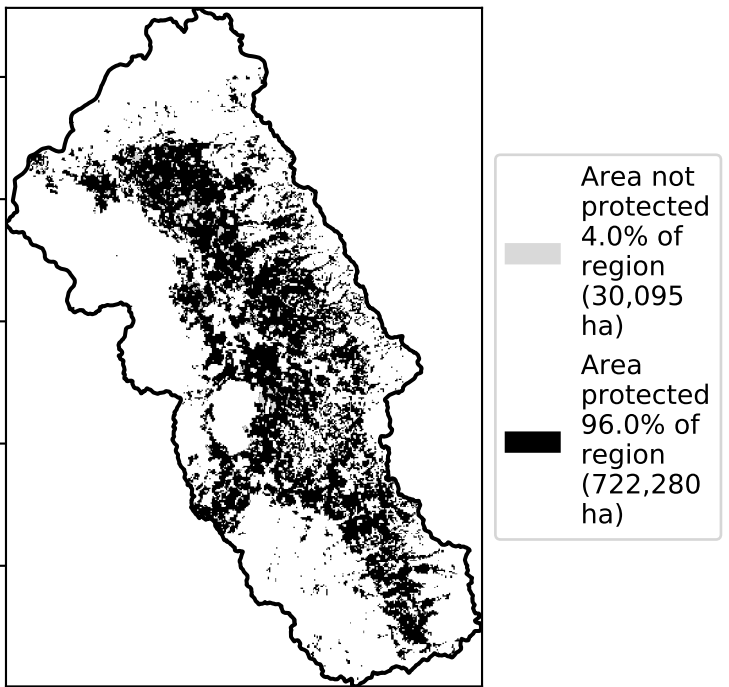 Area not
protected
4.0% of
region
(30,095
ha)
Area
protected
96.0% of
region
(722,280
ha)